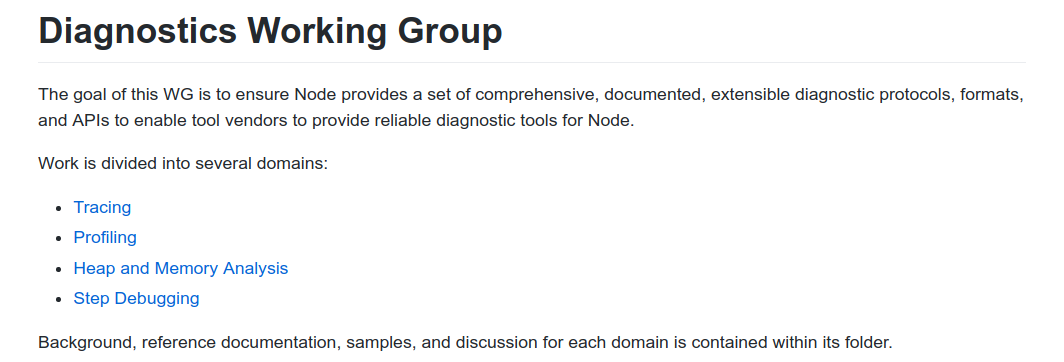 Diagnostics Working Group
The goal of this WG is to ensure Node provides a set of comprehensive, documented, extensible diagnostic protocols, formats,
and APIs to enable tool vendors to provide reliable diagnostic tools for Node.
Work is divided into several domains:
• Tracing
• Profiling
• Heap and Memory Analysis
• Step Debugging
Background, reference documentation, samples, and discussion for each domain is contained within its folder.